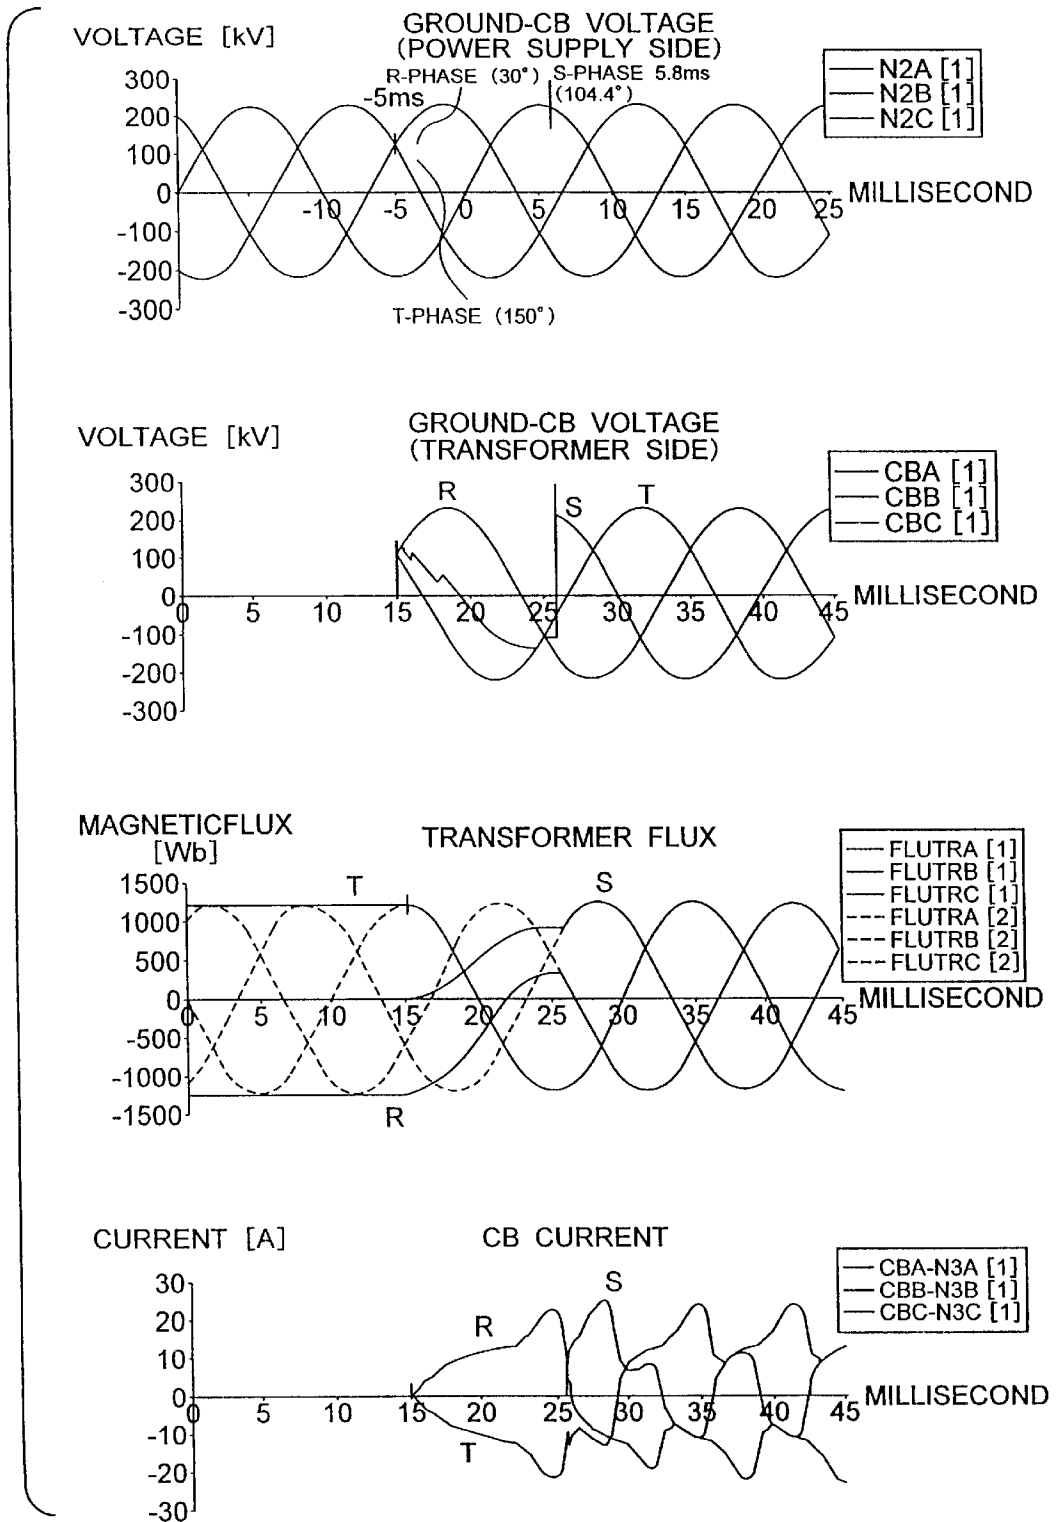 VOLTAGE [kV]
GROUND-CB VOLTAGE
(POWER SUPPLY SIDE)
R-PHASE (30°)
S-PHASE 5.8ms
(104.4°)
-5ms
N2A [1]
N2B [1]
N2C [1]
300
200
100
0
-100
-200
-300
-10 -5 0 5 10 15 20 25
MILLISECOND
T-PHASE (150°)
VOLTAGE [kV]
GROUND-CB VOLTAGE
(TRANSFORMER SIDE)
CBA [1]
CBB [1]
CBC [1]
R S T
300
200
100
0
-100
-200
-300
0 5 10 15 20 25 30 35 40 45
MILLISECOND
MAGNETICFLUX
[Wb]
TRANSFORMER FLUX
FLUTRA [1]
FLUTRB [1]
FLUTRC [1]
FLUTRA [2]
FLUTRB [2]
FLUTRC [2]
T S
1500
1000
500
0
-500
-1000
-1500
0 5 10 15 20 25 30 35 40 45
MILLISECOND
R
CURRENT [A]
CB CURRENT
CBA-N3A [1]
CBB-N3B [1]
CBC-N3C [1]
S
R
30
20
10
0
-10
-20
-30
0 5 10 15 20 25 30 35 40 45
MILLISECOND
T